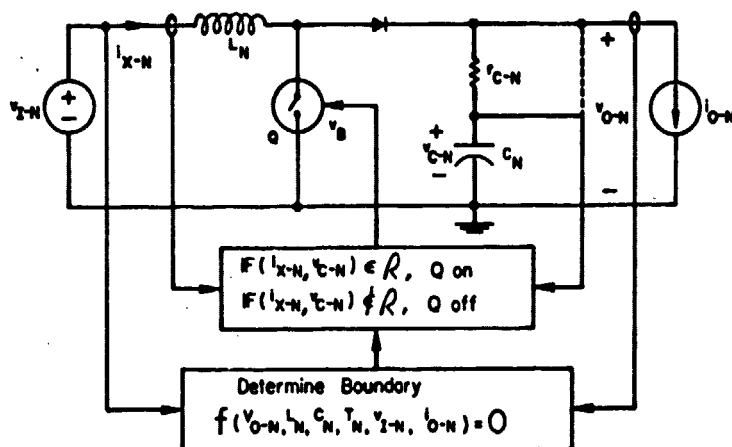 +
L_N
i_X-N
r_C-N
+
-
v_I-N
Q
v_B
+
v_C-N
-
C_N
v_O-N
i_O-N
-
IF(i_X-N, v_C-N) ∈ R, Q on
IF(i_X-N, v_C-N) ∉ R, Q off
Determine Boundary
f(V_O-N, L_N, C_N, T_N, v_I-N, i_O-N) = 0